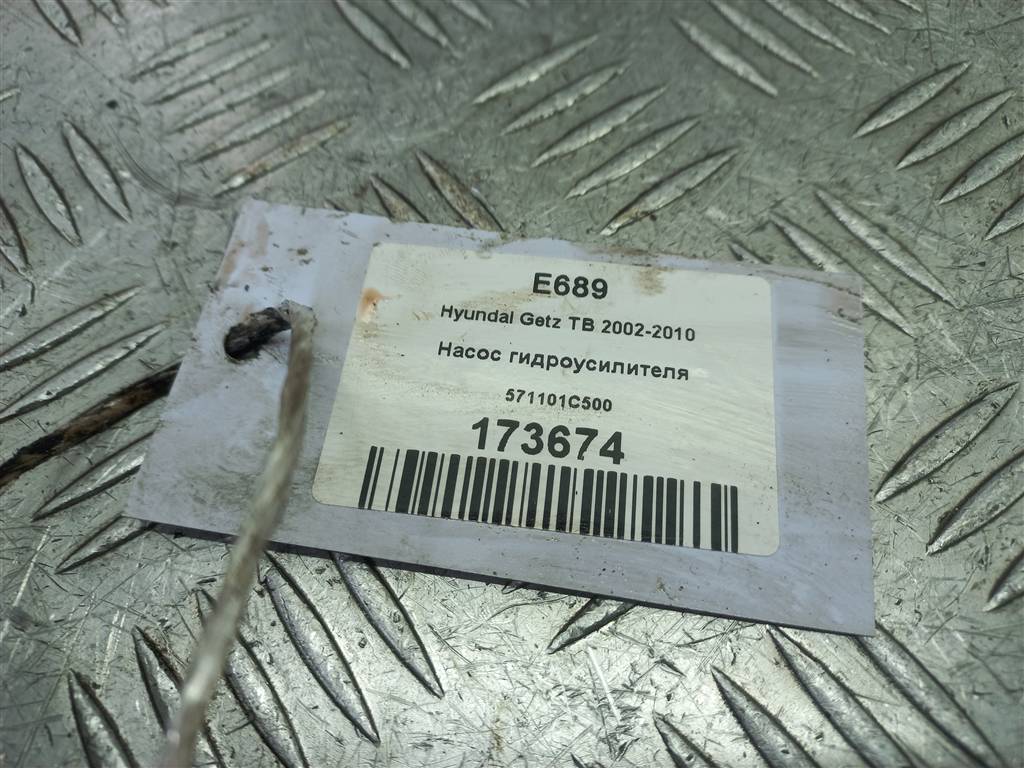 E689
Hyundai Getz TB 2002-2010
Насос гидроусилителя
571101C500
173674